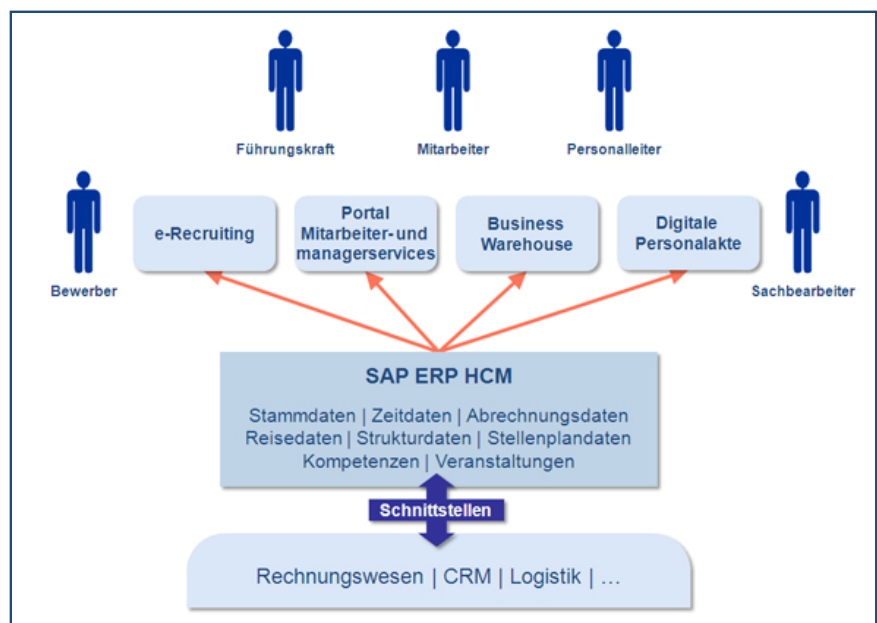 Führungskraft
Mitarbeiter
Personalleiter
Bewerber
e-Recruiting
Portal
Mitarbeiter- und
managerservices
Business
Warehouse
Digitale
Personalakte
Sachbearbeiter
SAP ERP HCM
Stammdaten | Zeitdaten | Abrechnungsdaten
Reisedaten | Strukturdaten | Stellenplandaten
Kompetenzen | Veranstaltungen
Schnittstellen
Rechnungswesen | CRM | Logistik | …